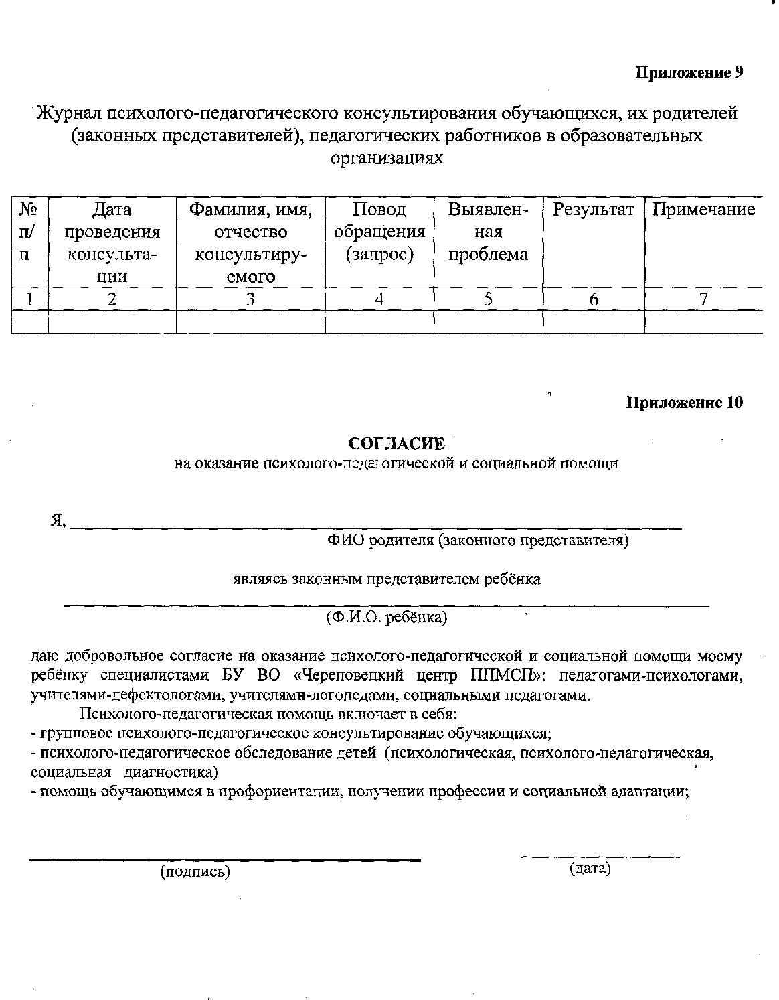 Приложение 9
Журнал психолого-педагогического консультирования обучающихся, их родителей
(законных представителей), педагогических работников в образовательных
организациях
№ п/п Дата проведения консульта-ции Фамилия, имя, отчество консультиру-емого Повод обращения (запрос) Выявлен-ная проблема Результат Примечание
1 2 3 4 5 6 7
Приложение 10
СОГЛАСИЕ
на оказание психолого-педагогической и социальной помощи
Я, ____________________
ФИО родителя (законного представителя)
являясь законным представителем ребёнка
(Ф.И.О. ребёнка)
даю добровольное согласие на оказание психолого-педагогической и социальной помощи моему
ребёнку специалистами БУ ВО «Череповецкий центр ППМСП»: педагогами-психологами,
учителями-дефектологами, учителями-логопедами, социальными педагогами.
Психолого-педагогическая помощь включает в себя:
- групповое психолого-педагогическое консультирование обучающихся;
- психолого-педагогическое обследование детей (психологическая, психолого-педагогическая,
социальная диагностика)
- помощь обучающимся в профориентации, получении профессии и социальной адаптации;
(подпись) (дата)